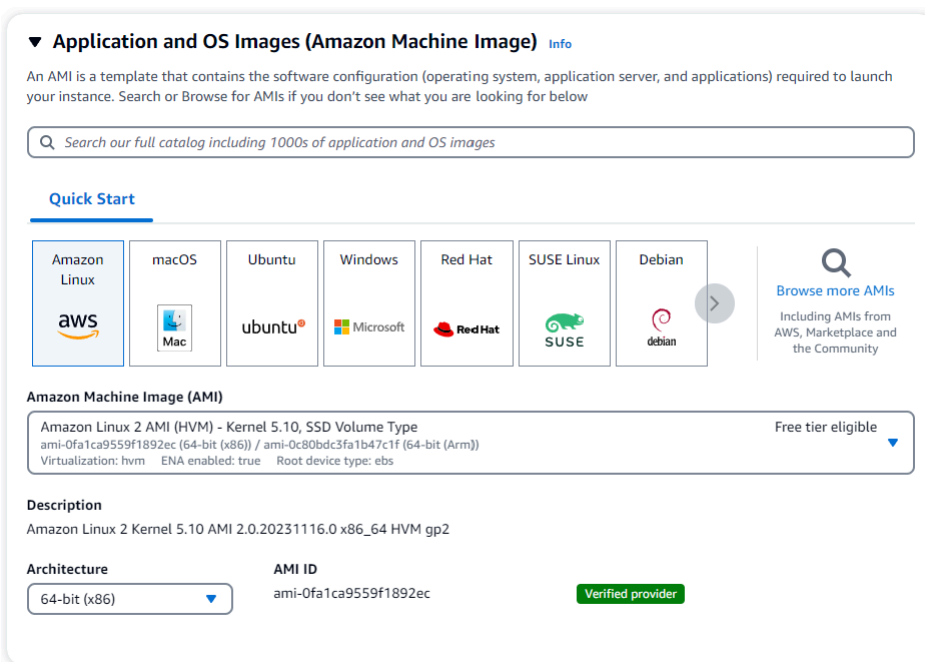 Application and OS Images (Amazon Machine Image) Info
An AMI is a template that contains the software configuration (operating system, application server, and applications) required to launch
your instance. Search or Browse for AMIs if you don't see what you are looking for below
Search our full catalog including 1000s of application and OS images
Quick Start
Amazon
Linux
aws
macOS
Mac
Ubuntu
ubuntu
Windows
Microsoft
Red Hat
Red Hat
SUSE Linux
SUSE
Debian
debian
Browse more AMIs
Including AMIs from
AWS, Marketplace and
the Community
Amazon Machine Image (AMI)
Amazon Linux 2 AMI (HVM) - Kernel 5.10, SSD Volume Type
Free tier eligible
ami-0fa1ca9559f1892ec (64-bit (x86)) / ami-0c80bdc3fa1b47c1f (64-bit (Arm))
Virtualization: hvm ENA enabled: true Root device type: ebs
Description
Amazon Linux 2 Kernel 5.10 AMI 2.0.20231116.0 x86_64 HVM gp2
Architecture
64-bit (x86)
AMI ID
ami-0fa1ca9559f1892ec
Verified provider